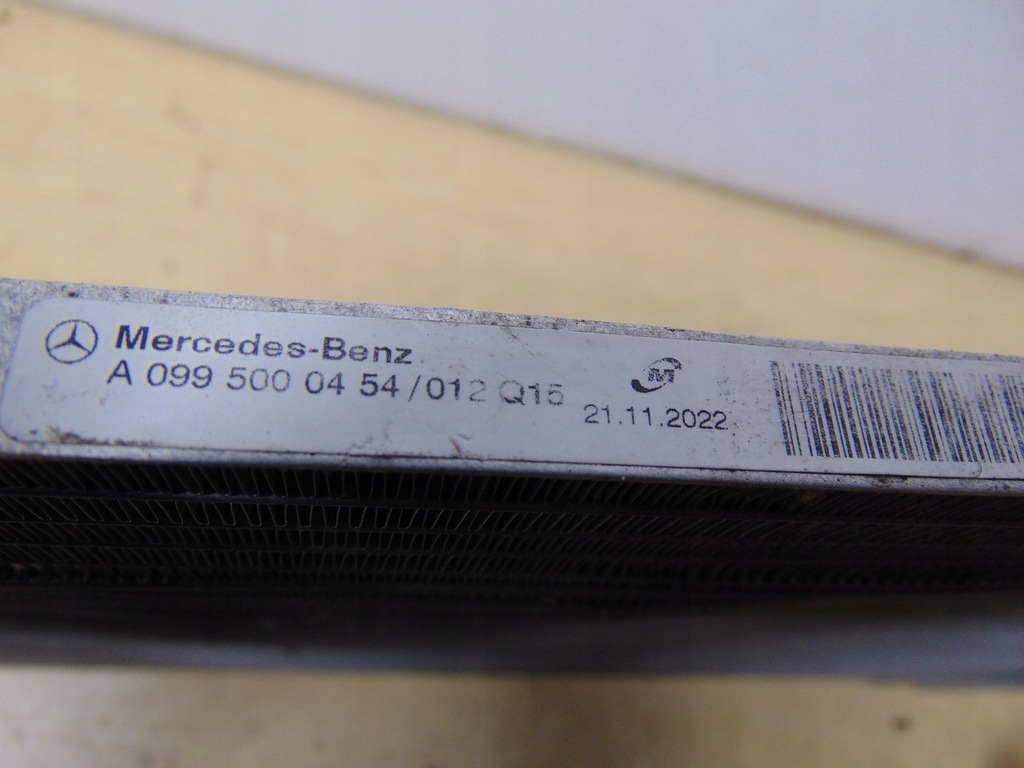 Mercedes-Benz
A 099 500 04 54/012 Q15
M
21.11.2022